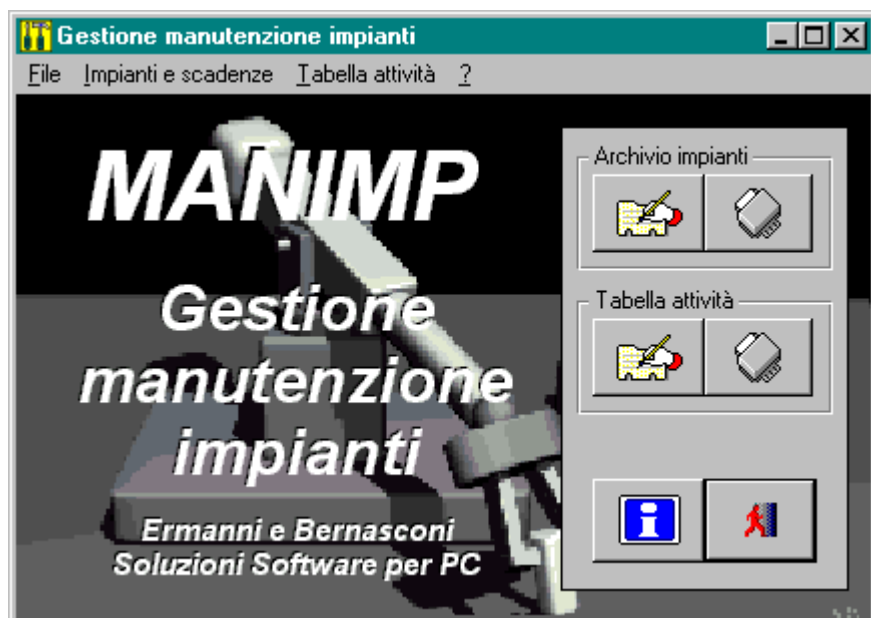 Gestione manutenzione impianti
File Impianti e scadenze Tabella attività ?
MANIMP
Gestione
manutenzione
impianti
Ermanni e Bernasconi
Soluzioni Software per PC
Archivio impianti
Tabella attività
i